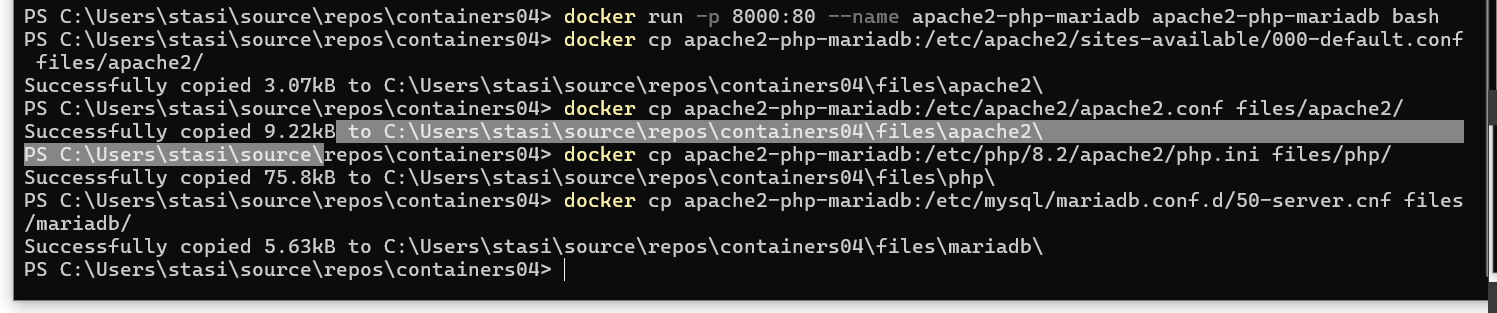 PS C:\Users\stasi\source\repos\containers04> docker run -p 8000:80 --name apache2-php-mariadb apache2-php-mariadb bash
PS C:\Users\stasi\source\repos\containers04> docker cp apache2-php-mariadb:/etc/apache2/sites-available/000-default.conf
 files/apache2/
Successfully copied 3.07kB to C:\Users\stasi\source\repos\containers04\files\apache2\
PS C:\Users\stasi\source\repos\containers04> docker cp apache2-php-mariadb:/etc/apache2/apache2.conf files/apache2/
Successfully copied 9.22kB to C:\Users\stasi\source\repos\containers04\files\apache2\
PS C:\Users\stasi\source\repos\containers04> docker cp apache2-php-mariadb:/etc/php/8.2/apache2/php.ini files/php/
Successfully copied 75.8kB to C:\Users\stasi\source\repos\containers04\files\php\
PS C:\Users\stasi\source\repos\containers04> docker cp apache2-php-mariadb:/etc/mysql/mariadb.conf.d/50-server.cnf files
/mariadb/
Successfully copied 5.63kB to C:\Users\stasi\source\repos\containers04\files\mariadb\
PS C:\Users\stasi\source\repos\containers04>